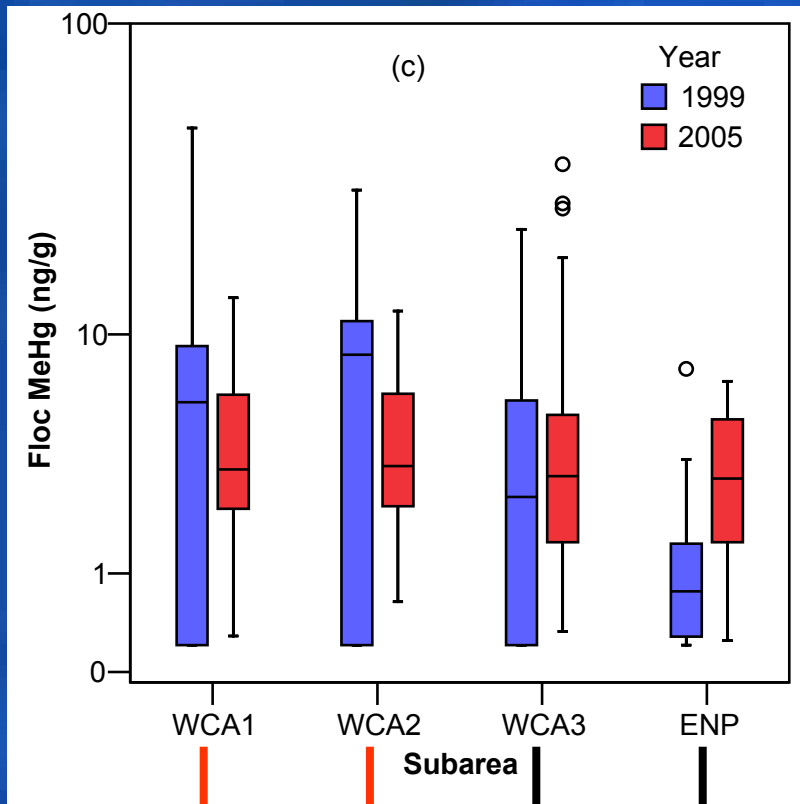 100
(c)
Year
1999
2005
10
1
0
Floc MeHg (ng/g)
WCA1
WCA2
WCA3
ENP
Subarea